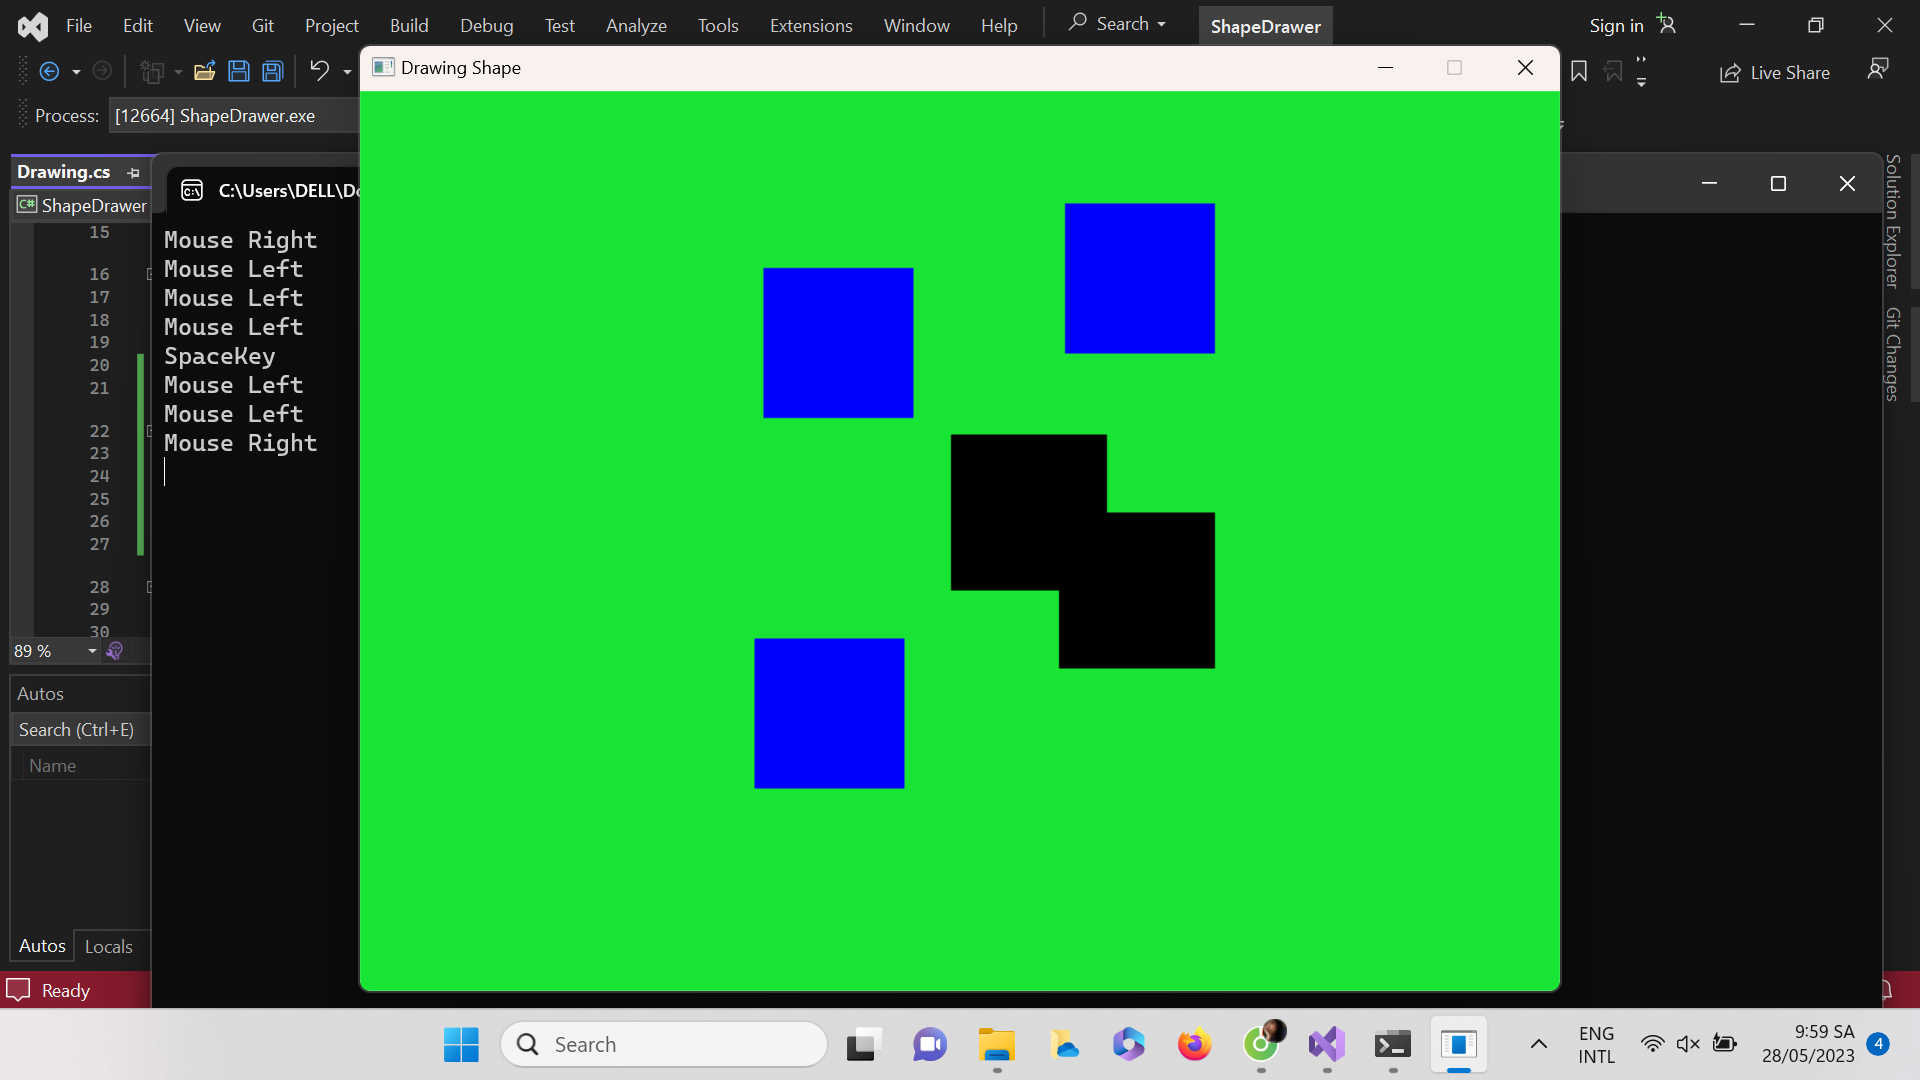 File Edit View Git Project Build Debug Test Analyze Tools Extensions Window Help Search ShapeDrawer Sign in
Live Share
Process: [12664] ShapeDrawer.exe
Drawing Shape
Drawing.cs
ShapeDrawer
C:\Users\DELL\Do
15
16
17
18
19
20
21
22
23
24
25
26
27
28
29
30
Mouse Right
Mouse Left
Mouse Left
Mouse Left
SpaceKey
Mouse Left
Mouse Left
Mouse Right
89 %
Autos
Search (Ctrl+E)
Name
Autos Locals
Ready
Solution Explorer
Git Changes
Search
ENG
INTL
9:59 SA
28/05/2023
4